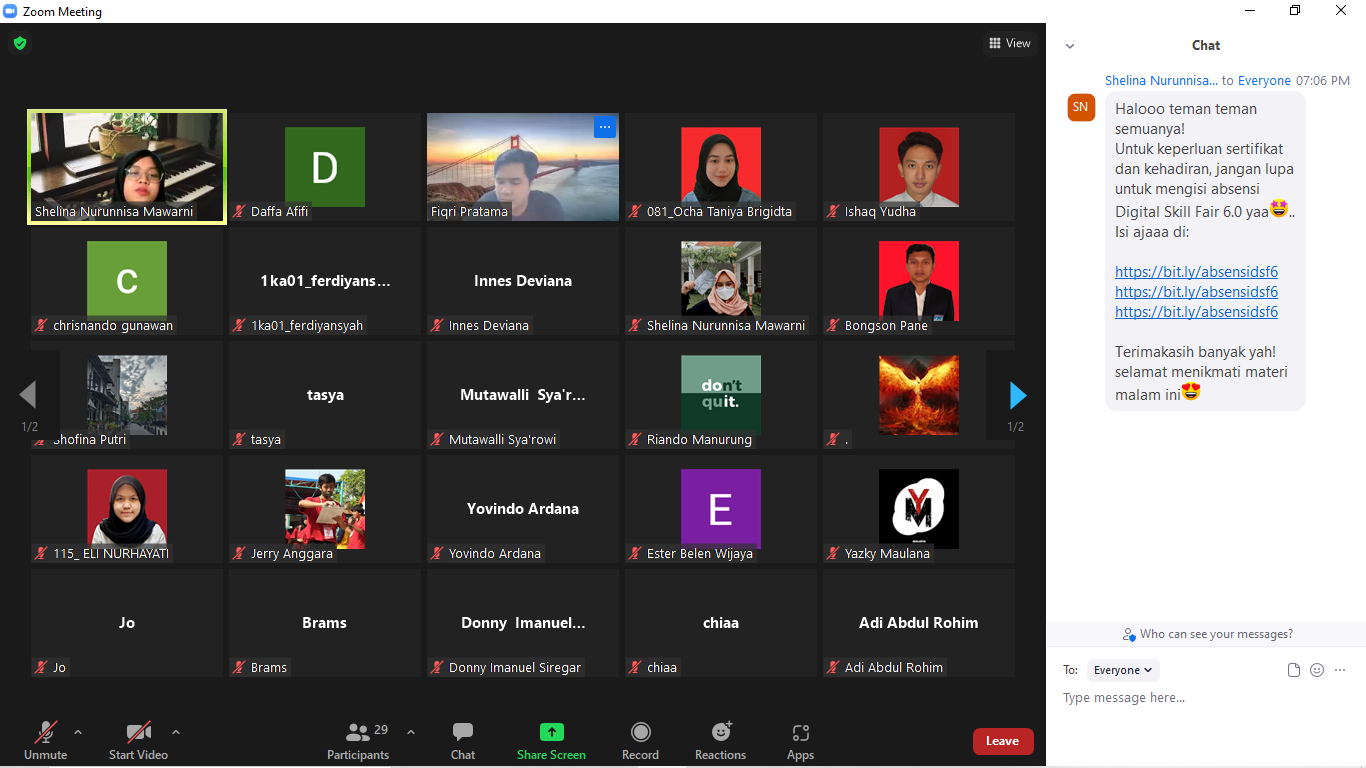 Zoom Meeting
View
Shelina Nurunnisa Mawarni
D
Daffa Afifi
Fiqri Pratama
081_Ocha Taniya Brigidta
Ishaq Yudha
C
chrisnando gunawan
1ka01_ferdiyans...
1ka01_ferdiyansyah
Innes Deviana
Innes Deviana
Shelina Nurunnisa Mawarni
Bongson Pane
1/2
Shofina Putri
tasya
tasya
Mutawalli Sya'r...
Mutawalli Sya'rowi
don't
quit.
Riando Manurung
.
1/2
115_ ELI NURHAYATI
Jerry Anggara
Yovindo Ardana
Yovindo Ardana
E
Ester Belen Wijaya
YM
Yazky Maulana
Jo
Jo
Brams
Brams
Donny Imanuel...
Donny Imanuel Siregar
chiaa
chiaa
Adi Abdul Rohim
Adi Abdul Rohim
Unmute
Start Video
29
Participants
Chat
Share Screen
Record
Reactions
Apps
Leave
Chat
Shelina Nurunnisa... to Everyone 07:06 PM
SN
Halooo teman teman
semuanya!
Untuk keperluan sertifikat
dan kehadiran, jangan lupa
untuk mengisi absensi
Digital Skill Fair 6.0 yaa🤩..
Isi ajaaa di:
https://bit.ly/absensidsf6
https://bit.ly/absensidsf6
https://bit.ly/absensidsf6
Terimakasih banyak yah!
selamat menikmati materi
malam ini😍
Who can see your messages?
To: Everyone
Type message here...